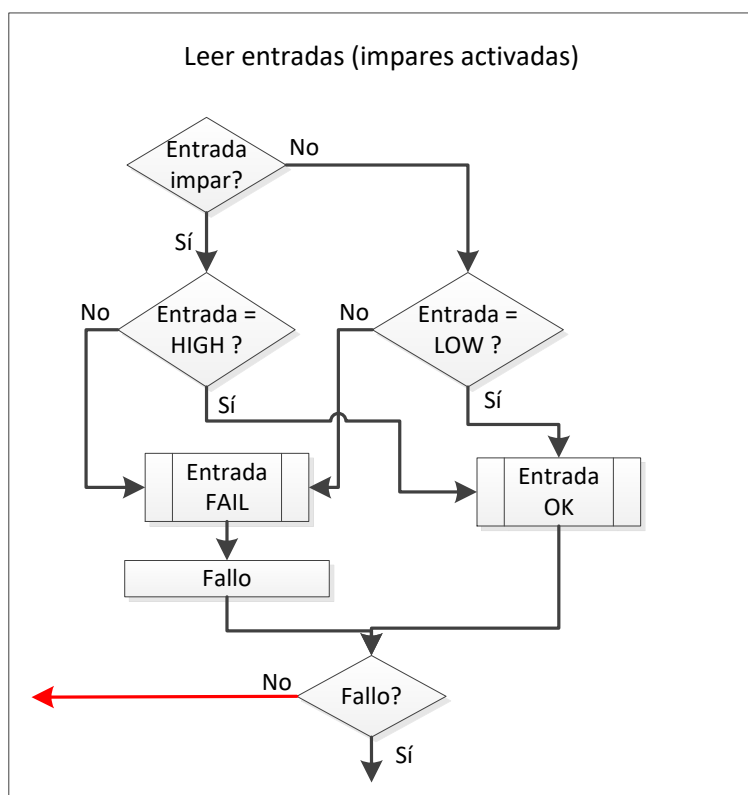 Leer entradas (impares activadas)
Entrada
impar?
No
Sí
Entrada =
HIGH ?
No
Sí
Entrada =
LOW ?
No
Sí
Entrada
FAIL
Entrada
OK
Fallo
Fallo?
No
Sí